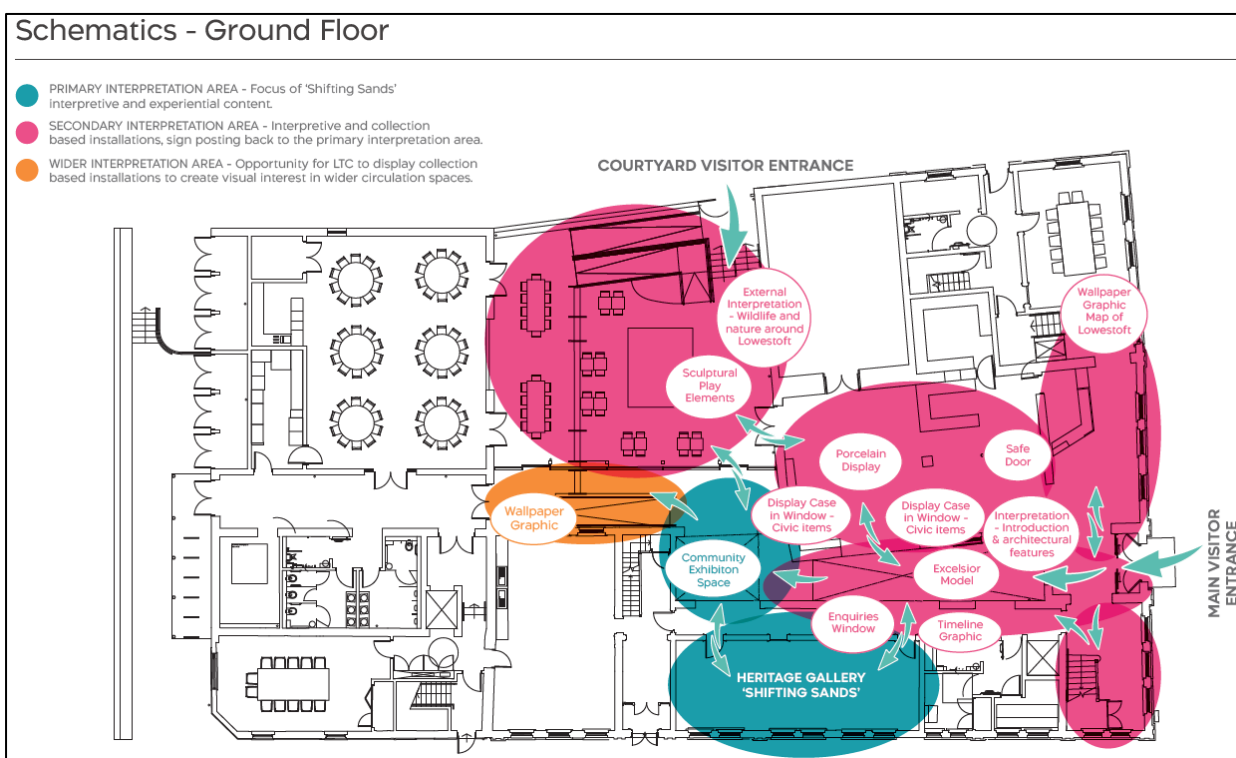 Schematics - Ground Floor
PRIMARY INTERPRETATION AREA - Focus of ‘Shifting Sands’
interpretive and experiential content.
SECONDARY INTERPRETATION AREA - Interpretive and collection
based installations, sign posting back to the primary interpretation area.
WIDER INTERPRETATION AREA - Opportunity for LTC to display collection
based installations to create visual interest in wider circulation spaces.
COURTYARD VISITOR ENTRANCE
External
Interpretation
- Wildlife and
nature around
Lowestoft
Wallpaper
Graphic
Map of
Lowestoft
Sculptural
Play
Elements
Porcelain
Display
Safe
Door
Wallpaper
Graphic
Display Case
in Window -
Civic items
Display Case
in Window -
Civic items
Interpretation
- Introduction
& architectural
features
MAIN VISITOR
ENTRANCE
Community
Exhibiton
Space
Excelsior
Model
Enquiries
Window
Timeline
Graphic
HERITAGE GALLERY
‘SHIFTING SANDS’